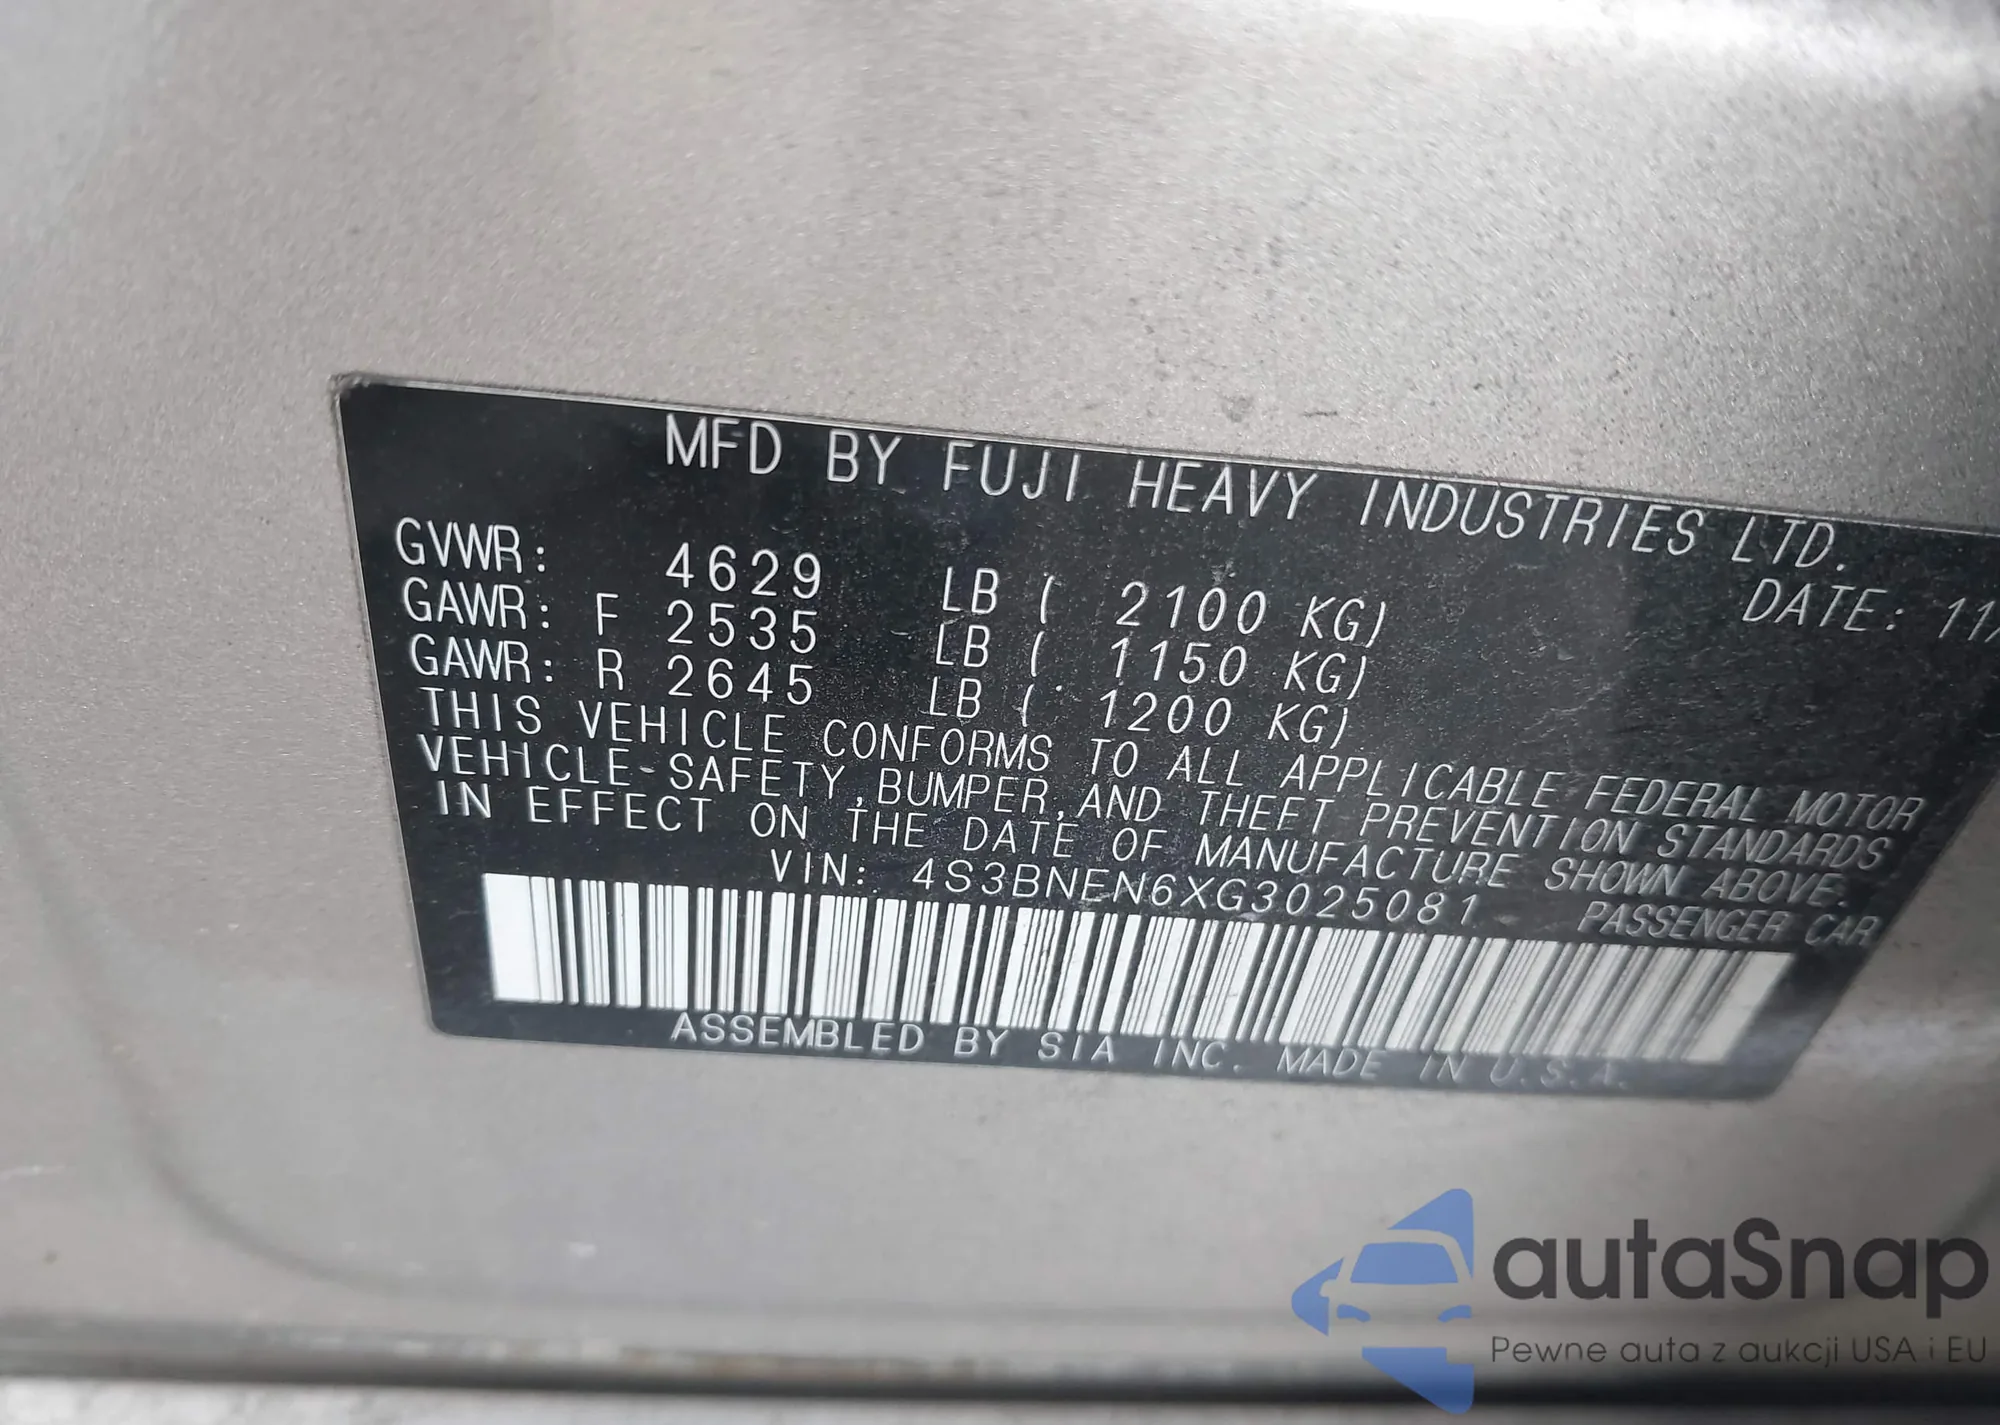 MFD BY FUJI HEAVY INDUSTRIES LTD.
GVWR: 4629 LB ( 2100 KG) DATE: 11/
GAWR: F 2535 LB ( 1150 KG)
GAWR: R 2645 LB ( 1200 KG)
THIS VEHICLE CONFORMS TO ALL APPLICABLE FEDERAL MOTOR
VEHICLE-SAFETY,BUMPER,AND THEFT PREVENTION STANDARDS
IN EFFECT ON THE DATE OF MANUFACTURE SHOWN ABOVE.
VIN: 4S3BNEN6XG3025081 PASSENGER CAR
ASSEMBLED BY SIA INC. MADE IN U.S.A.
autaSnap
Pewne auta z aukcji USA i EU